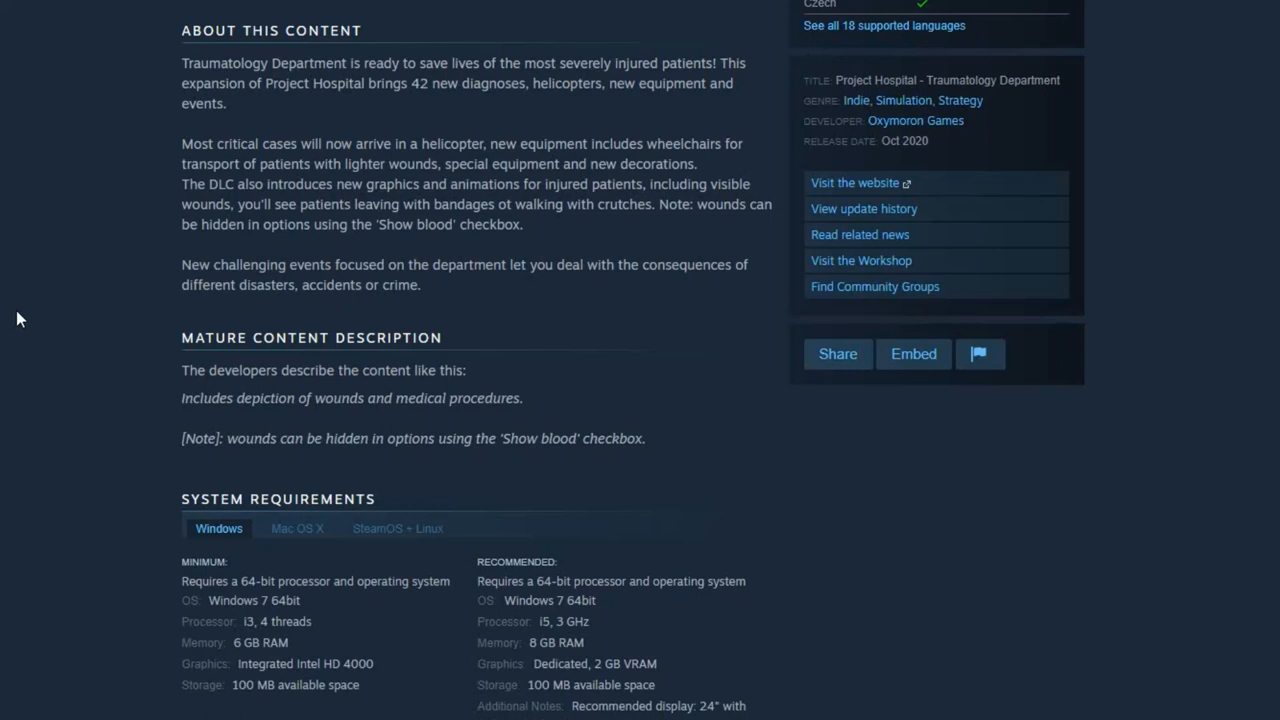 Czech
See all 18 supported languages
ABOUT THIS CONTENT
Traumatology Department is ready to save lives of the most severely injured patients! This
expansion of Project Hospital brings 42 new diagnoses, helicopters, new equipment and
events.
Most critical cases will now arrive in a helicopter, new equipment includes wheelchairs for
transport of patients with lighter wounds, special equipment and new decorations.
The DLC also introduces new graphics and animations for injured patients, including visible
wounds, you'll see patients leaving with bandages ot walking with crutches. Note: wounds can
be hidden in options using the 'Show blood' checkbox.
New challenging events focused on the department let you deal with the consequences of
different disasters, accidents or crime.
MATURE CONTENT DESCRIPTION
The developers describe the content like this:
Includes depiction of wounds and medical procedures.
[Note]: wounds can be hidden in options using the 'Show blood' checkbox.
SYSTEM REQUIREMENTS
Windows Mac OS X SteamOS + Linux
MINIMUM:
Requires a 64-bit processor and operating system
OS: Windows 7 64bit
Processor: i3, 4 threads
Memory: 6 GB RAM
Graphics: Integrated Intel HD 4000
Storage: 100 MB available space
RECOMMENDED:
Requires a 64-bit processor and operating system
OS: Windows 7 64bit
Processor: i5, 3 GHz
Memory: 8 GB RAM
Graphics: Dedicated, 2 GB VRAM
Storage: 100 MB available space
Additional Notes: Recommended display: 24" with
TITLE: Project Hospital - Traumatology Department
GENRE: Indie, Simulation, Strategy
DEVELOPER: Oxymoron Games
RELEASE DATE: Oct 2020
Visit the website
View update history
Read related news
Visit the Workshop
Find Community Groups
Share Embed